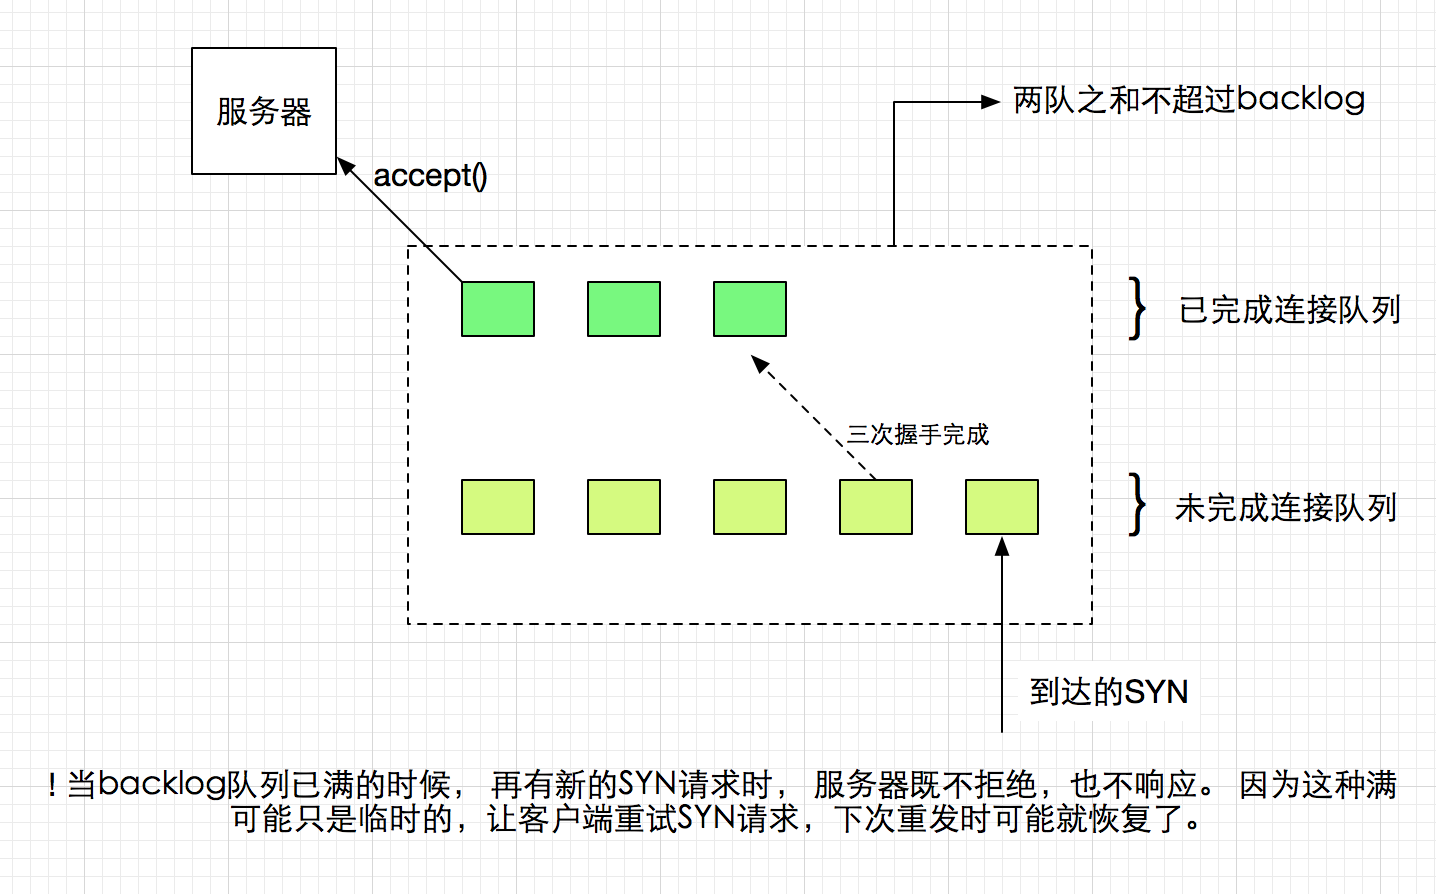 服务器
两队之和不超过backlog
accept()
已完成连接队列
三次握手完成
未完成连接队列
到达的SYN
！当backlog队列已满的时候， 再有新的SYN请求时， 服务器既不拒绝，也不响应。 因为这种满
可能只是临时的，让客户端重试SYN请求，下次重发时可能就恢复了。